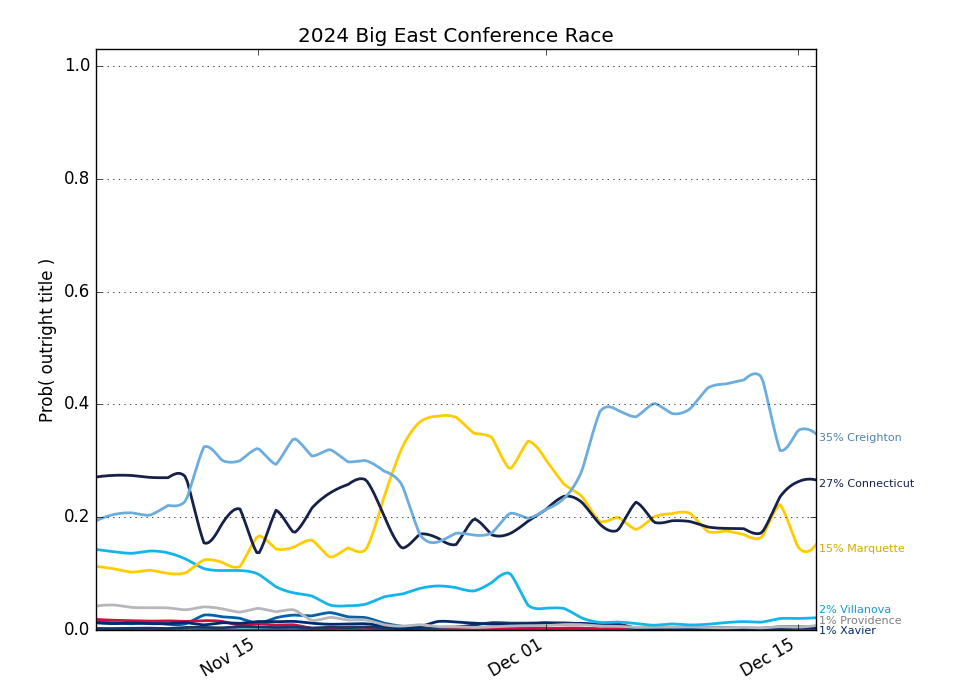 2024 Big East Conference Race
Prob( outright title )
1.0
0.8
0.6
0.4
0.2
0.0
Nov 15
Dec 01
Dec 15
35% Creighton
27% Connecticut
15% Marquette
2% Villanova
1% Providence
1% Xavier